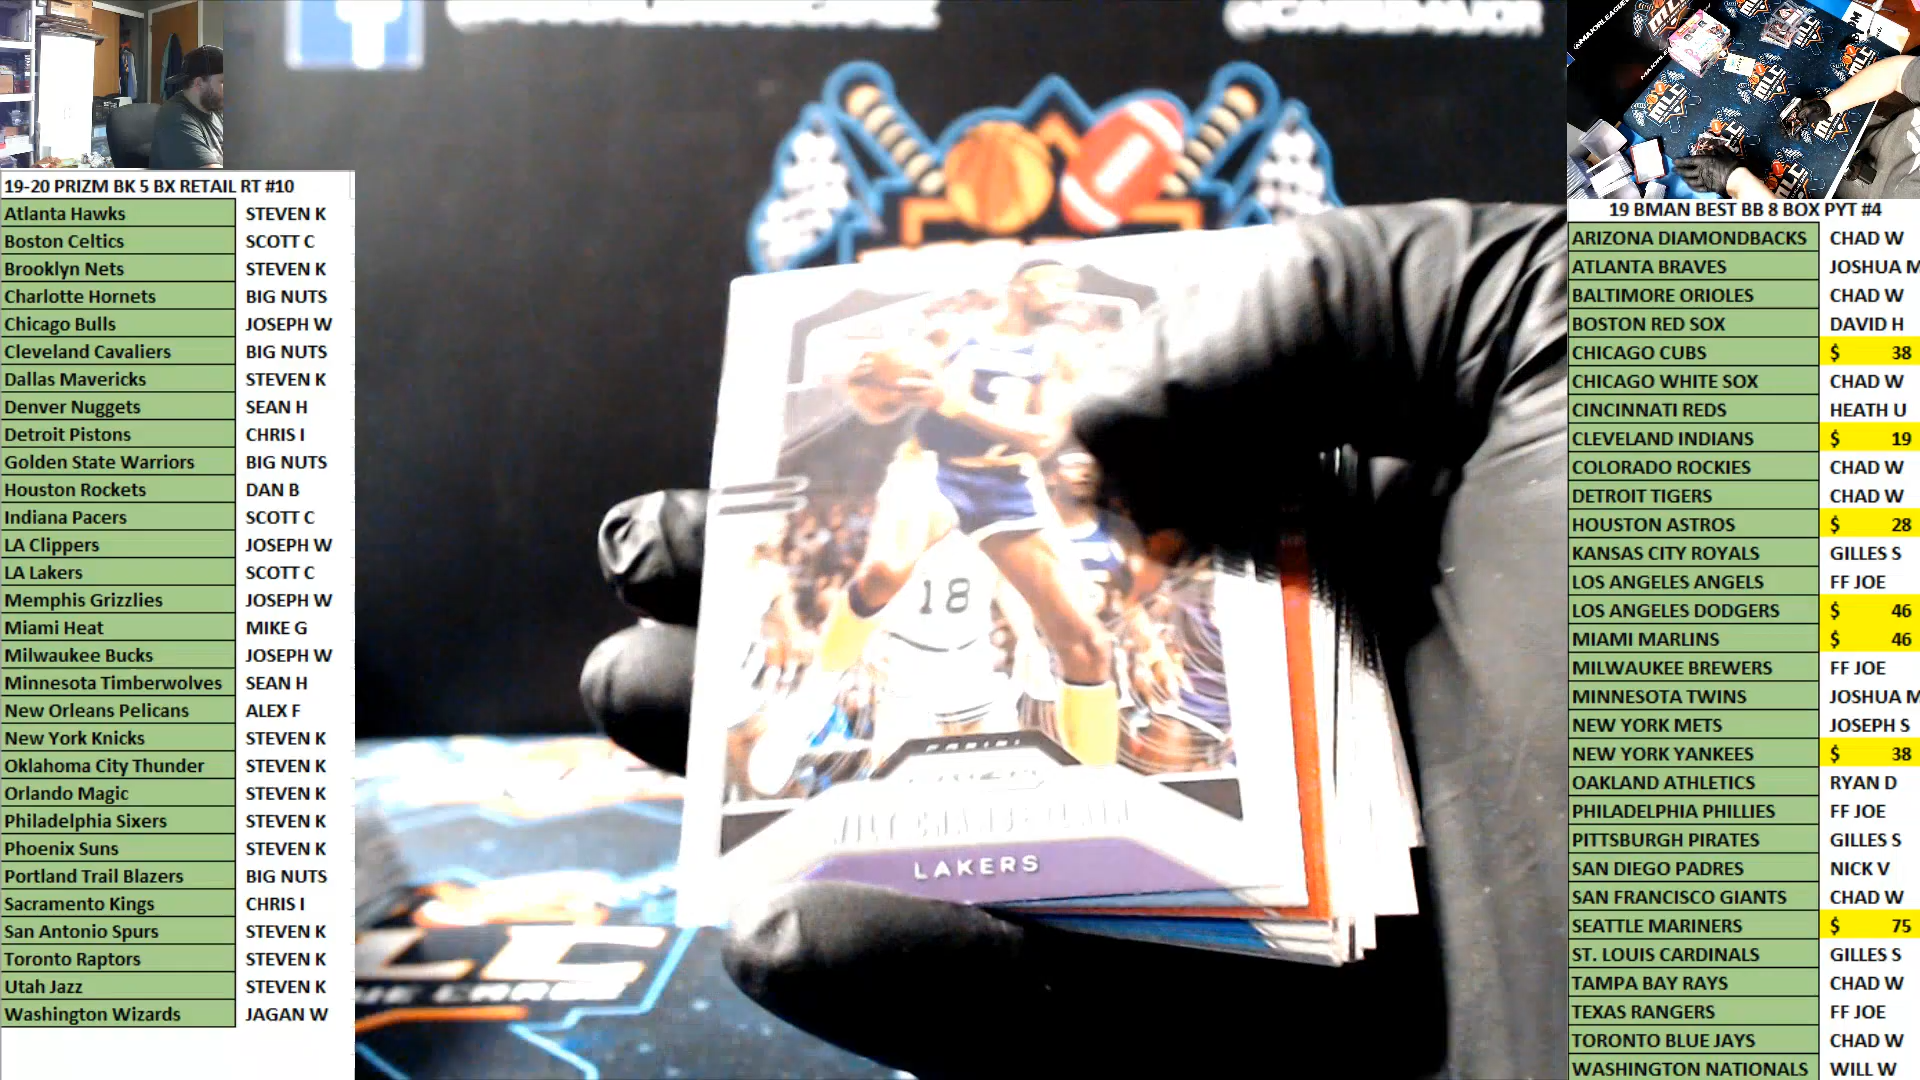 19-20 PRIZM BK 5 BX RETAIL RT #10
Atlanta Hawks STEVEN K
Boston Celtics SCOTT C
Brooklyn Nets STEVEN K
Charlotte Hornets BIG NUTS
Chicago Bulls JOSEPH W
Cleveland Cavaliers BIG NUTS
Dallas Mavericks STEVEN K
Denver Nuggets SEAN H
Detroit Pistons CHRIS I
Golden State Warriors BIG NUTS
Houston Rockets DAN B
Indiana Pacers SCOTT C
LA Clippers JOSEPH W
LA Lakers SCOTT C
Memphis Grizzlies JOSEPH W
Miami Heat MIKE G
Milwaukee Bucks JOSEPH W
Minnesota Timberwolves SEAN H
New Orleans Pelicans ALEX F
New York Knicks STEVEN K
Oklahoma City Thunder STEVEN K
Orlando Magic STEVEN K
Philadelphia Sixers STEVEN K
Phoenix Suns STEVEN K
Portland Trail Blazers BIG NUTS
Sacramento Kings CHRIS I
San Antonio Spurs STEVEN K
Toronto Raptors STEVEN K
Utah Jazz STEVEN K
Washington Wizards JAGAN W
18
PANINI
LAKERS
19 BMAN BEST BB 8 BOX PYT #4
ARIZONA DIAMONDBACKS CHAD W
ATLANTA BRAVES JOSHUA M
BALTIMORE ORIOLES CHAD W
BOSTON RED SOX DAVID H
CHICAGO CUBS $ 38
CHICAGO WHITE SOX CHAD W
CINCINNATI REDS HEATH U
CLEVELAND INDIANS $ 19
COLORADO ROCKIES CHAD W
DETROIT TIGERS CHAD W
HOUSTON ASTROS $ 28
KANSAS CITY ROYALS GILLES S
LOS ANGELES ANGELS FF JOE
LOS ANGELES DODGERS $ 46
MIAMI MARLINS $ 46
MILWAUKEE BREWERS FF JOE
MINNESOTA TWINS JOSHUA M
NEW YORK METS JOSEPH S
NEW YORK YANKEES $ 38
OAKLAND ATHLETICS RYAN D
PHILADELPHIA PHILLIES FF JOE
PITTSBURGH PIRATES GILLES S
SAN DIEGO PADRES NICK V
SAN FRANCISCO GIANTS CHAD W
SEATTLE MARINERS $ 75
ST. LOUIS CARDINALS GILLES S
TAMPA BAY RAYS CHAD W
TEXAS RANGERS FF JOE
TORONTO BLUE JAYS CHAD W
WASHINGTON NATIONALS WILL W